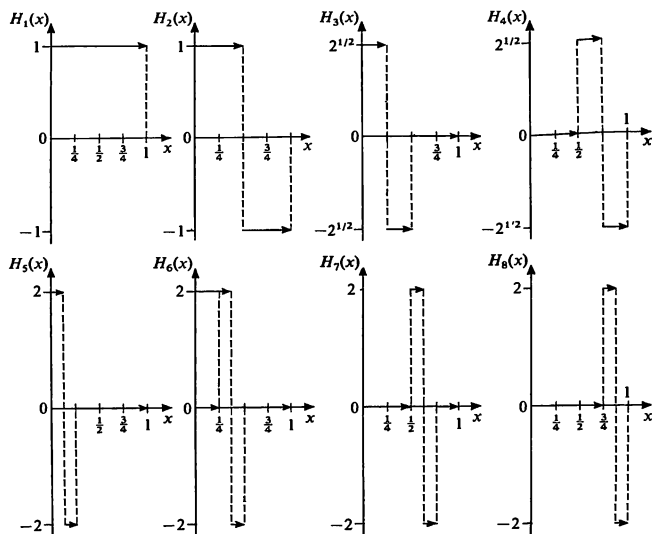 H₁(x) H₂(x) H₃(x) H₄(x)
1 1 2^{1/2} 2^{1/2}
0 1/4 1/2 3/4 1 x
0 1/4 3/4 x
0 3/4 1 x
0 1/4 1/2 1 x
−1 −1 −2^{1/2} −2^{1/2}
H₅(x) H₆(x) H₇(x) H₈(x)
2 2 2 2
0 1/2 3/4 1 x
0 1/4 3/4 1 x
0 1/4 1/2 1 x
0 1/4 1/2 3/4 1 x
−2 −2 −2 −2